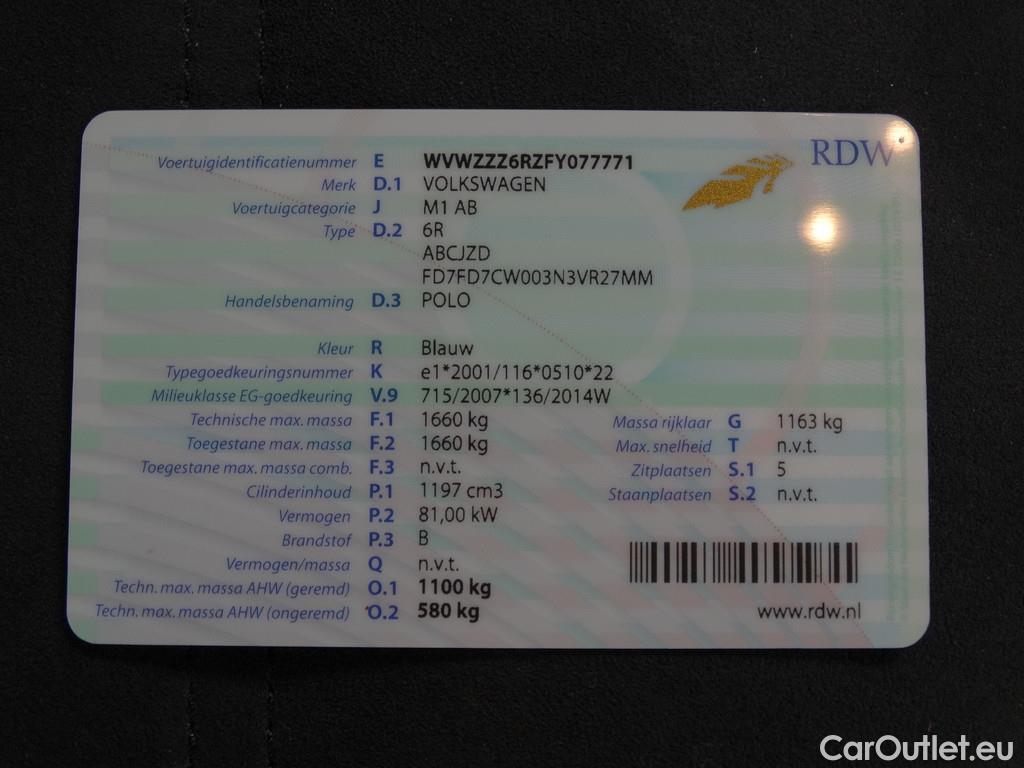 RDW
Voertuigidentificatienummer E WVWZZZ6RZFY077771
Merk D.1 VOLKSWAGEN
Voertuigcategorie J M1 AB
Type D.2 6R
ABCJZD
FD7FD7CW003N3VR27MM
Handelsbenaming D.3 POLO
Kleur R Blauw
Typegoedkeuringsnummer K e1*2001/116*0510*22
Milieuklasse EG-goedkeuring V.9 715/2007*136/2014W
Technische max. massa F.1 1660 kg Massa rijklaar G 1163 kg
Toegestane max. massa F.2 1660 kg Max. snelheid T n.v.t.
Toegestane max. massa comb. F.3 n.v.t. Zitplaatsen S.1 5
Cilinderinhoud P.1 1197 cm3 Staanplaatsen S.2 n.v.t.
Vermogen P.2 81,00 kW
Brandstof P.3 B
Vermogen/massa Q n.v.t.
Techn. max. massa AHW (geremd) O.1 1100 kg
Techn. max. massa AHW (ongeremd) O.2 580 kg
www.rdw.nl
CarOutlet.eu